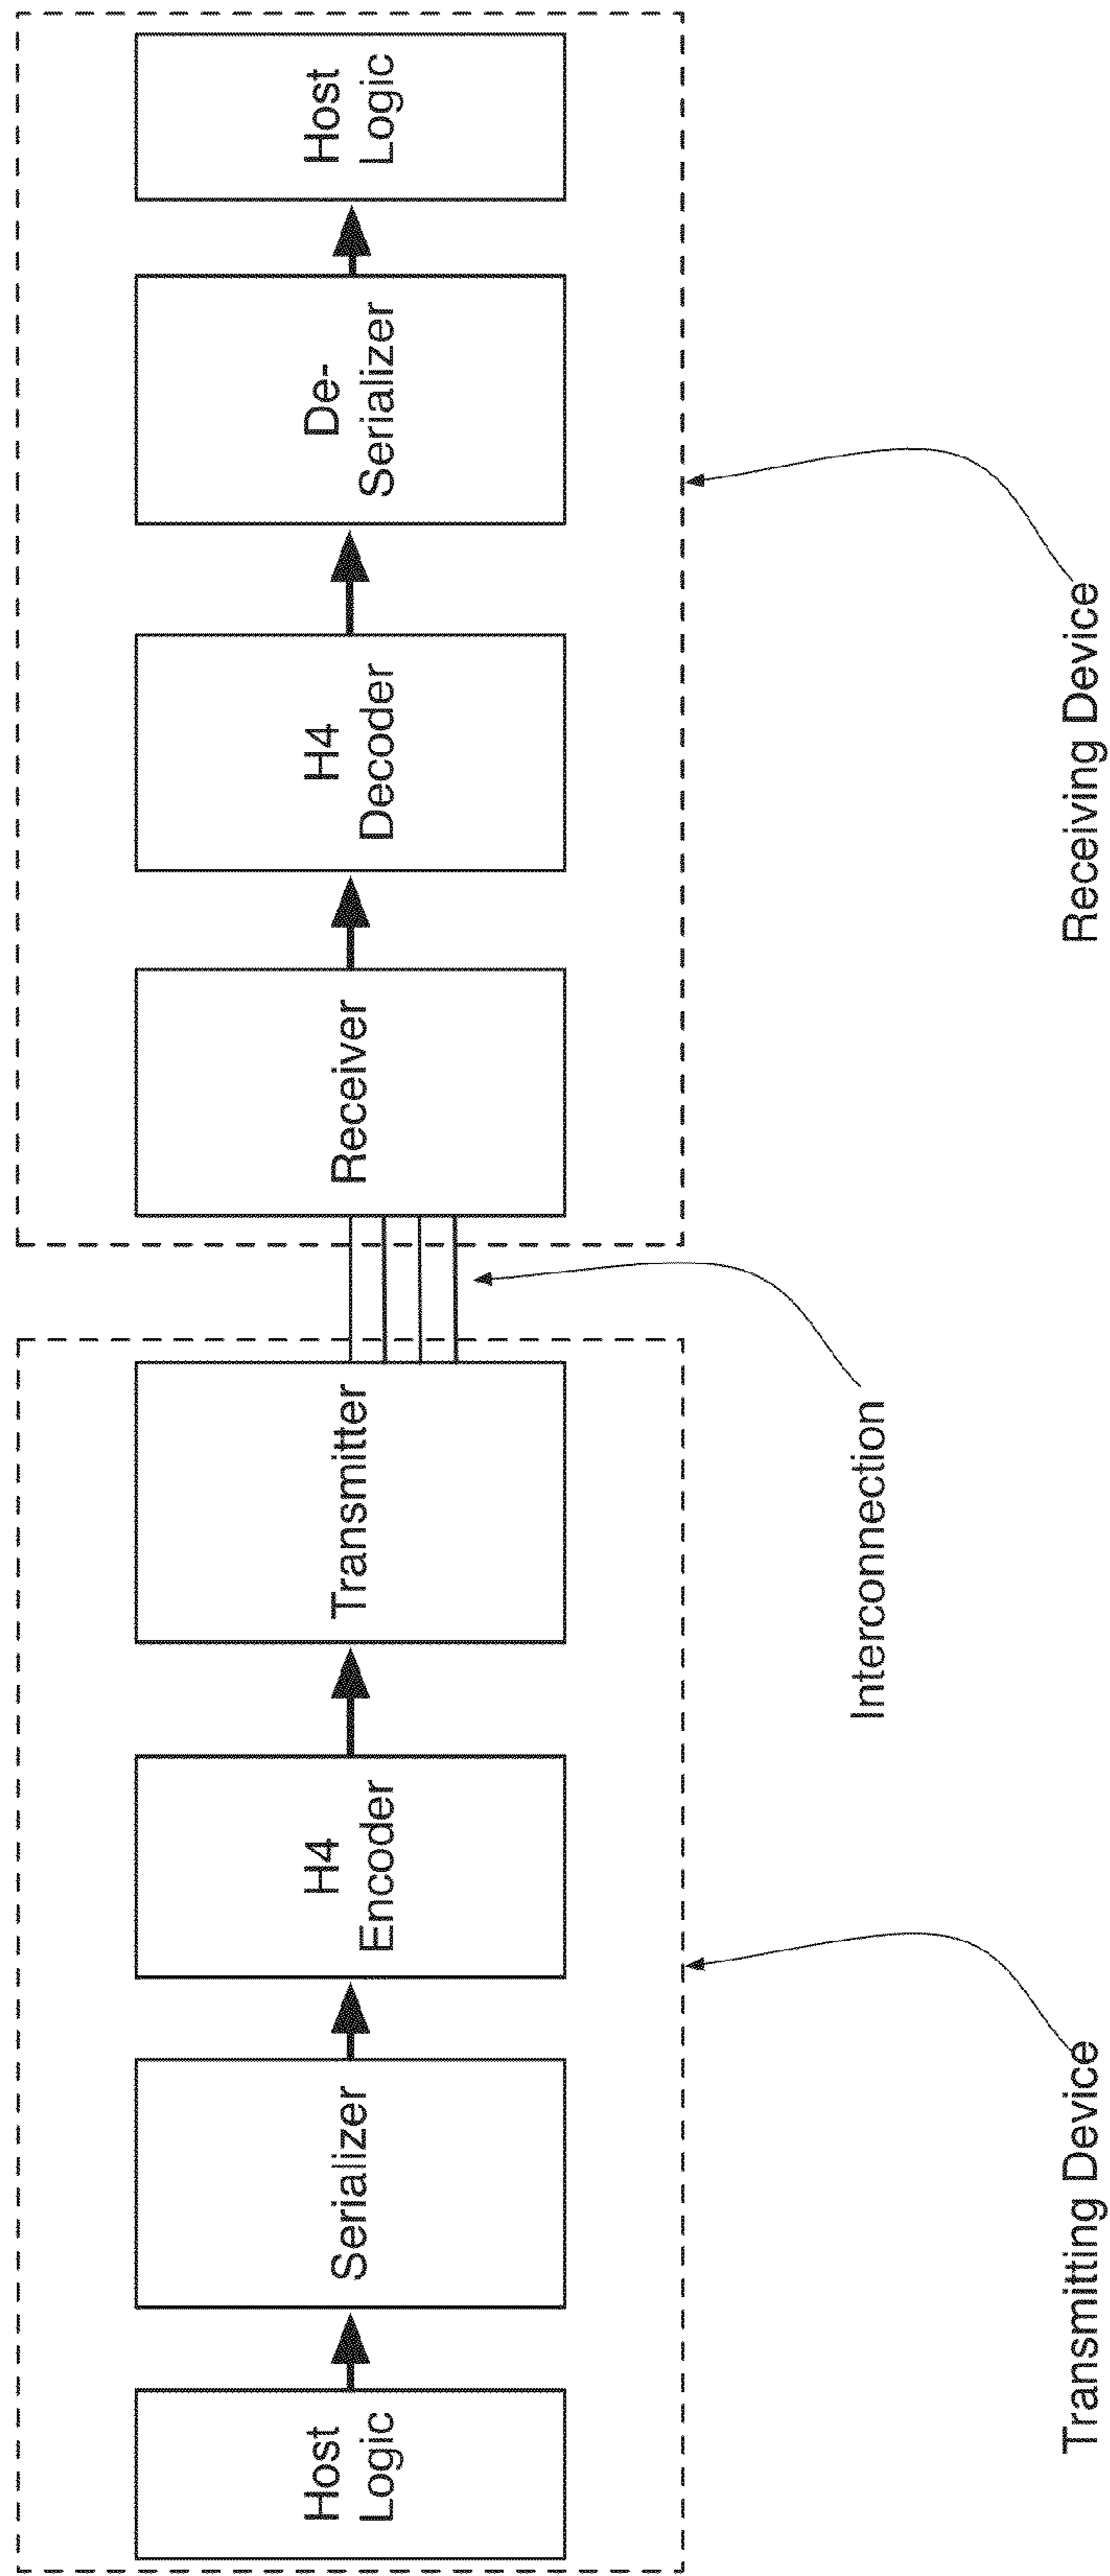 Host
Logic
Serializer
H4
Encoder
Transmitter
Receiver
H4
Decoder
De-
Serializer
Host
Logic
Interconnection
Transmitting Device
Receiving Device